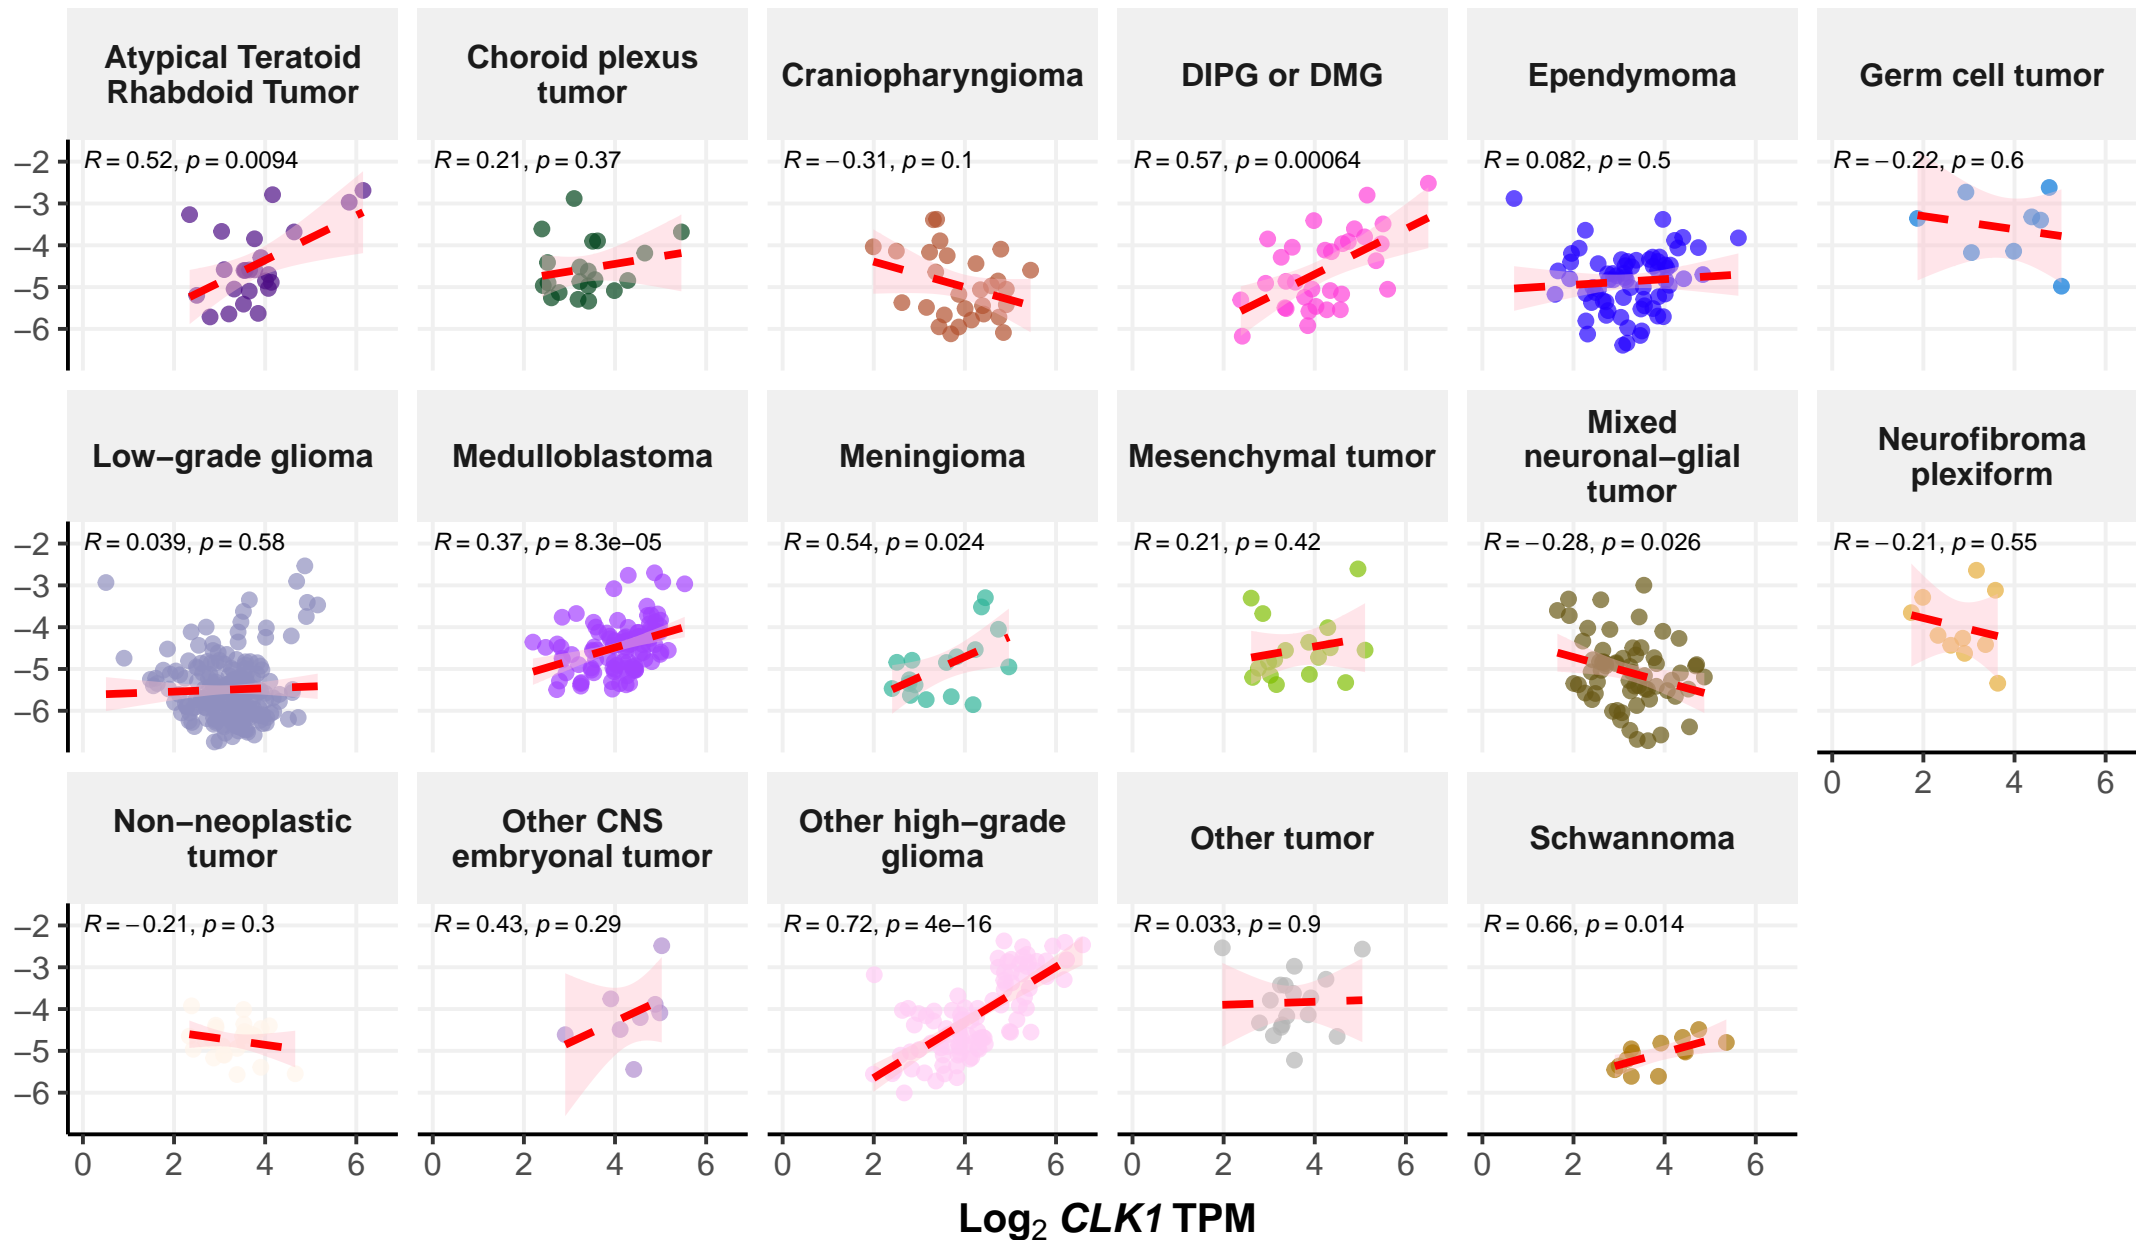 Atypical Teratoid
Rhabdoid Tumor
Choroid plexus
tumor
Craniopharyngioma
DIPG or DMG
Ependymoma
Germ cell tumor
R = 0.52, p = 0.0094
R = 0.21, p = 0.37
R = −0.31, p = 0.1
R = 0.57, p = 0.00064
R = 0.082, p = 0.5
R = −0.22, p = 0.6
−2
−3
−4
−5
−6
Low−grade glioma
Medulloblastoma
Meningioma
Mesenchymal tumor
Mixed
neuronal−glial
tumor
Neurofibroma
plexiform
R = 0.039, p = 0.58
R = 0.37, p = 8.3e−05
R = 0.54, p = 0.024
R = 0.21, p = 0.42
R = −0.28, p = 0.026
R = −0.21, p = 0.55
−2
−3
−4
−5
−6
0 2 4 6
Non−neoplastic
tumor
Other CNS
embryonal tumor
Other high−grade
glioma
Other tumor
Schwannoma
R = −0.21, p = 0.3
R = 0.43, p = 0.29
R = 0.72, p = 4e−16
R = 0.033, p = 0.9
R = 0.66, p = 0.014
−2
−3
−4
−5
−6
0 2 4 6
0 2 4 6
0 2 4 6
0 2 4 6
0 2 4 6
Log₂ CLK1 TPM